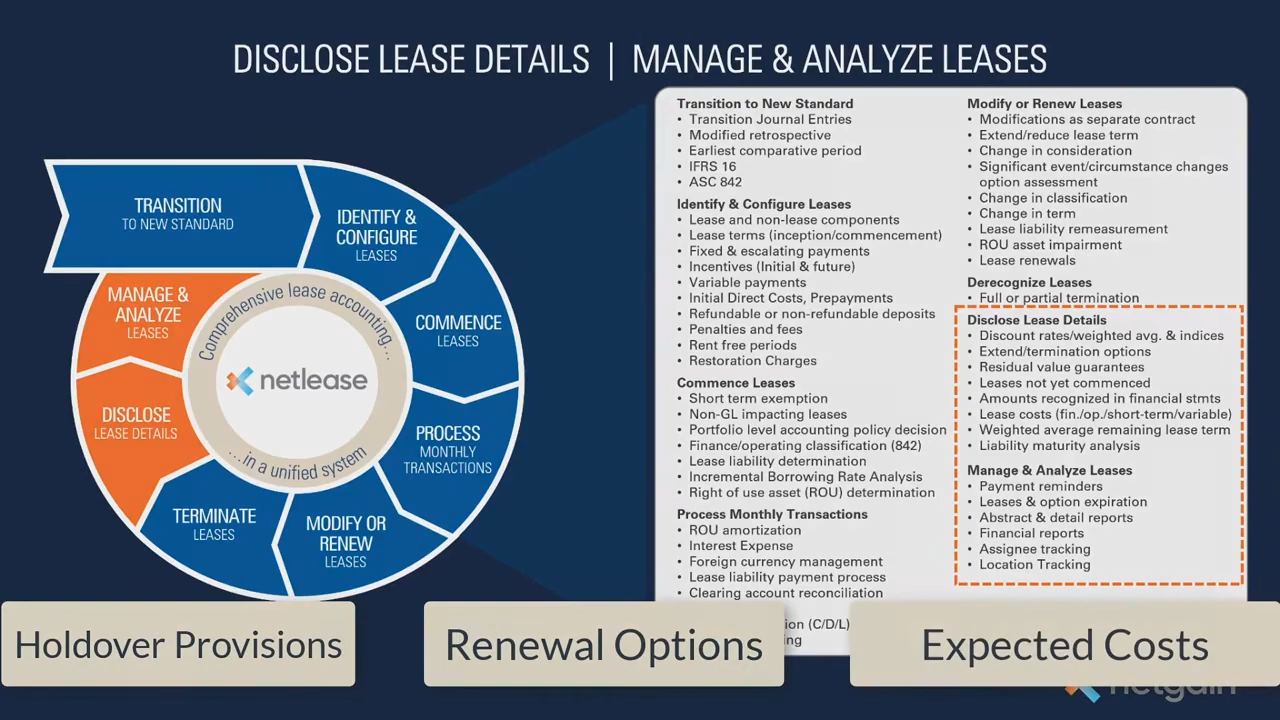 DISCLOSE LEASE DETAILS | MANAGE & ANALYZE LEASES
TRANSITION
TO NEW STANDARD
IDENTIFY &
CONFIGURE
LEASES
COMMENCE
LEASES
PROCESS
MONTHLY
TRANSACTIONS
MODIFY OR
RENEW
LEASES
TERMINATE
LEASES
DISCLOSE
LEASE DETAILS
MANAGE &
ANALYZE
LEASES
Comprehensive lease accounting...
netlease
...in a unified system
Transition to New Standard
• Transition Journal Entries
• Modified retrospective
• Earliest comparative period
• IFRS 16
• ASC 842
Identify & Configure Leases
• Lease and non-lease components
• Lease terms (inception/commencement)
• Fixed & escalating payments
• Incentives (Initial & future)
• Variable payments
• Initial Direct Costs, Prepayments
• Refundable or non-refundable deposits
• Penalties and fees
• Rent free periods
• Restoration Charges
Commence Leases
• Short term exemption
• Non-GL impacting leases
• Portfolio level accounting policy decision
• Finance/operating classification (842)
• Lease liability determination
• Incremental Borrowing Rate Analysis
• Right of use asset (ROU) determination
Process Monthly Transactions
• ROU amortization
• Interest Expense
• Foreign currency management
• Lease liability payment process
• Clearing account reconciliation
(C/D/L)
Modify or Renew Leases
• Modifications as separate contract
• Extend/reduce lease term
• Change in consideration
• Significant event/circumstance changes
option assessment
• Change in classification
• Change in term
• Lease liability remeasurement
• ROU asset impairment
• Lease renewals
Derecognize Leases
• Full or partial termination
Disclose Lease Details
• Discount rates/weighted avg. & indices
• Extend/termination options
• Residual value guarantees
• Leases not yet commenced
• Amounts recognized in financial stmts
• Lease costs (fin./op./short-term/variable)
• Weighted average remaining lease term
• Liability maturity analysis
Manage & Analyze Leases
• Payment reminders
• Leases & option expiration
• Abstract & detail reports
• Financial reports
• Assignee tracking
• Location Tracking
Holdover Provisions
Renewal Options
Expected Costs
netgain